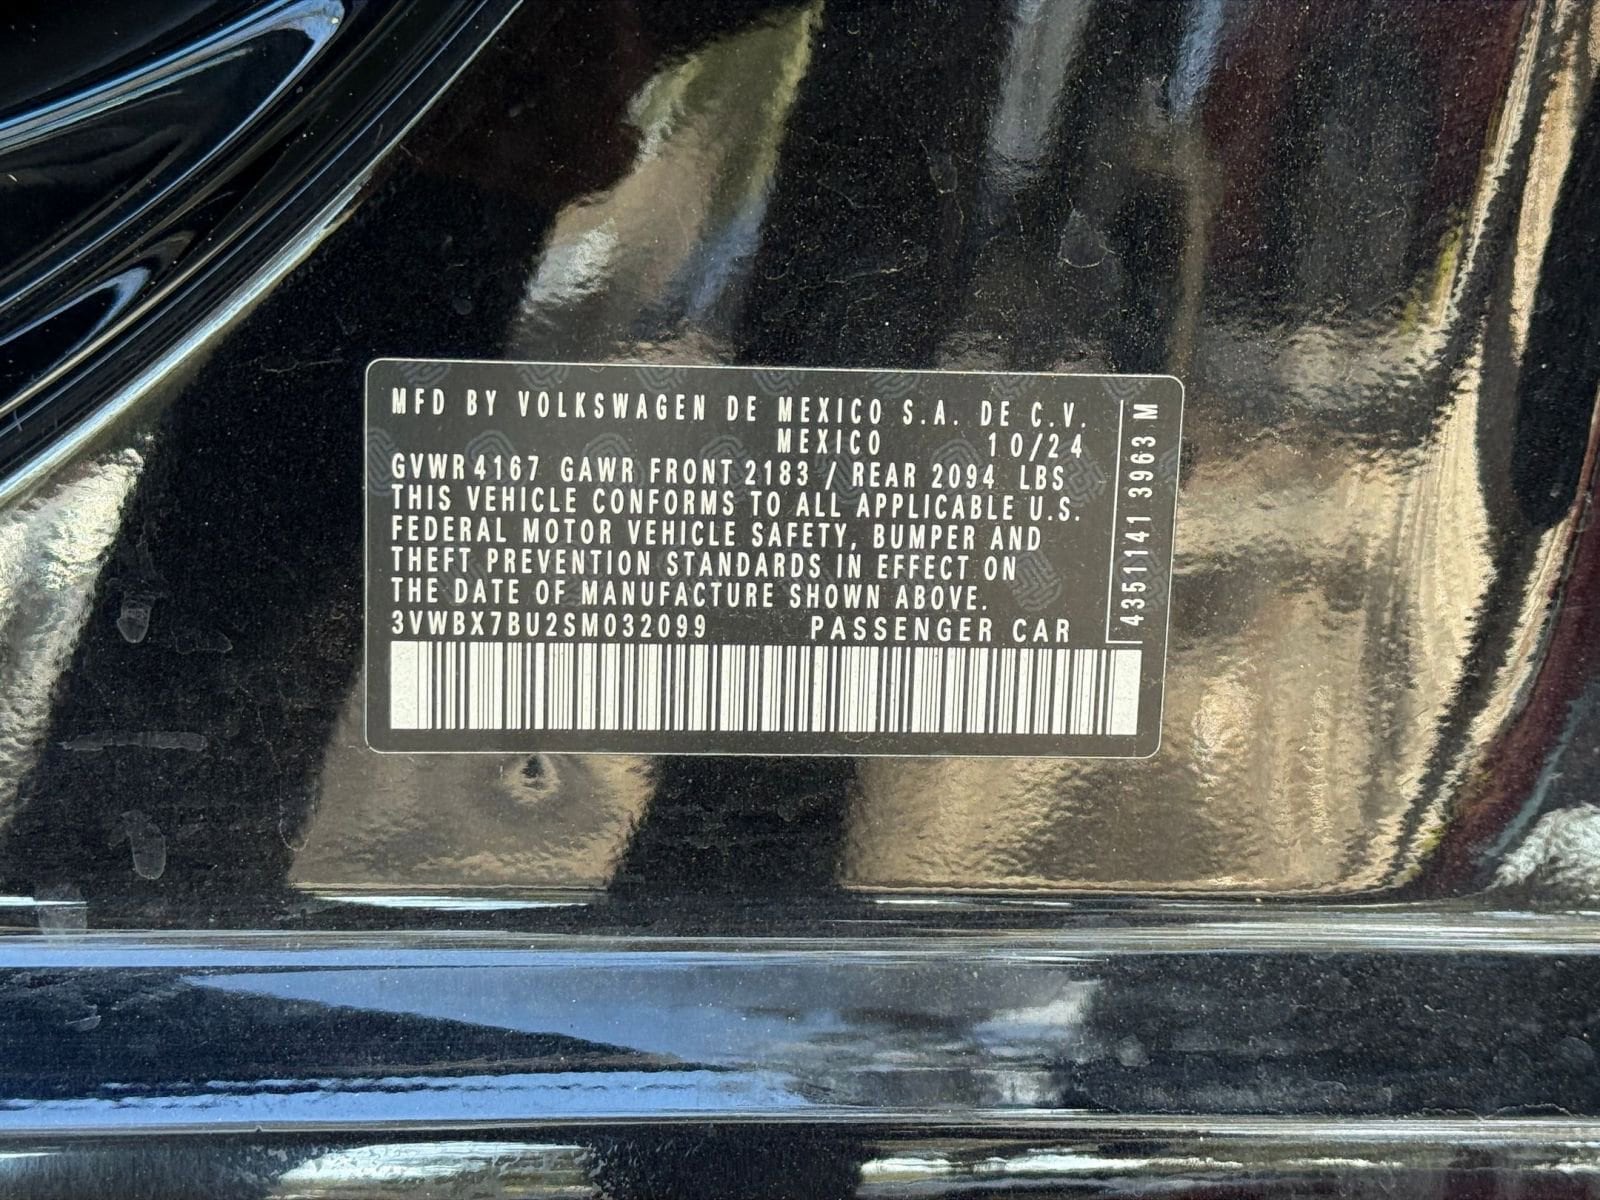 MFD BY VOLKSWAGEN DE MEXICO S.A. DE C.V.
MEXICO 10/24
GVWR 4167 GAWR FRONT 2183 / REAR 2094 LBS
THIS VEHICLE CONFORMS TO ALL APPLICABLE U.S.
FEDERAL MOTOR VEHICLE SAFETY, BUMPER AND
THEFT PREVENTION STANDARDS IN EFFECT ON
THE DATE OF MANUFACTURE SHOWN ABOVE.
3VWBX7BU2SM032099 PASSENGER CAR
4351141 3963 M